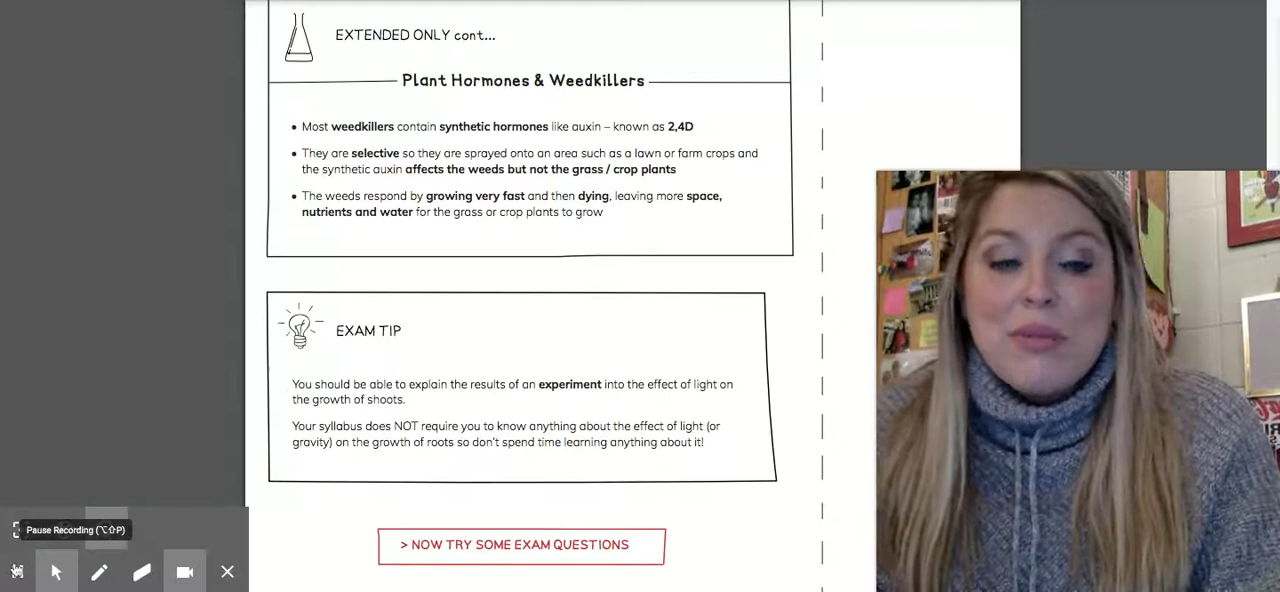 EXTENDED ONLY cont...
Plant Hormones & Weedkillers
• Most weedkillers contain synthetic hormones like auxin – known as 2,4D
• They are selective so they are sprayed onto an area such as a lawn or farm crops and
the synthetic auxin affects the weeds but not the grass / crop plants
• The weeds respond by growing very fast and then dying, leaving more space,
nutrients and water for the grass or crop plants to grow
EXAM TIP
You should be able to explain the results of an experiment into the effect of light on
the growth of shoots.
Your syllabus does NOT require you to know anything about the effect of light (or
gravity) on the growth of roots so don't spend time learning anything about it!
Pause Recording (⌥⇧P)
> NOW TRY SOME EXAM QUESTIONS